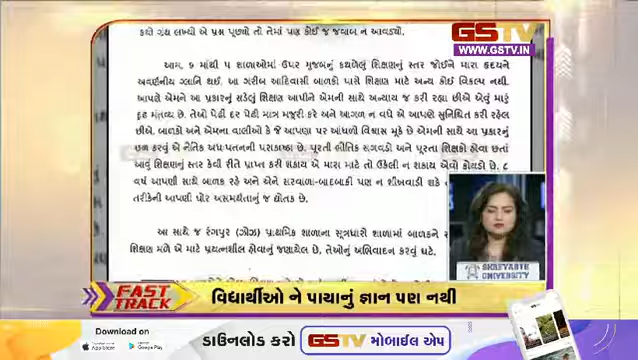 કયો ગ્રંથ લખ્યો એ પ્રશ્ન પૂછ્યો તો તેમાં પણ કોઈ જ જવાબ ન આવડ્યો.
GSTV
WWW.GSTV.IN
આમ, ૭ માંથી ૫ શાળાઓમાં ઉપર મુજબનું કથળેલું શિક્ષણનું સ્તર જોઈને મારા હૃદયને
અવર્ણનીય ગ્લાનિ થઈ. આ ગરીબ આદિવાસી બાળકો પાસે શિક્ષણ માટે અન્ય કોઈ વિકલ્પ નથી.
આપણે એમને આ પ્રકારનું સડેલું શિક્ષણ આપીને એમની સાથે અન્યાય જ કરી રહ્યા છીએ એવું મારું
દૃઢ મંતવ્ય છે. તેઓ પેઢી દર પેઢી માત્ર મજૂરી કરે અને આગળ ન વધે એ આપણે સુનિશ્ચિત કરી રહેલ
છીએ. બાળકો અને એમના વાલીઓ કે જે આપણા પર આંધળો વિશ્વાસ મૂકે છે એમની સાથે આ પ્રકારનું
છળ કરવું એ નૈતિક અધ:પતનની પરાકાષ્ઠા છે. પૂરતી ભૌતિક સગવડો અને પૂરતા શિક્ષકો હોવા છતાં
આવું શિક્ષણનું સ્તર કેવી રીતે પ્રાપ્ત કરી શકાય એ મારા માટે તો ઉકેલી ન શકાય એવો કોયડો છે. ૮
વર્ષ આપણી સાથે બાળક રહે અને એને સરવાળા-બાદબાકી પણ ન શીખવાડી શકે
તરીકેની આપણી ઘોર અસમર્થતાનું જ દ્યોતક છે.
આ સાથે જ રંગપુર (ઝોઝ) પ્રાથમિક શાળાના સૂત્રધારો શાળામાં બાળકને
શિક્ષણ મળે એ માટે પ્રયત્નશીલ હોવાનું જણાયેલ છે. તેઓનું અભિવાદન કરવું ઘટે.
SHREYARTH
UNIVERSITY
FAST
TRACK
વિદ્યાર્થીઓ ને પાયાનું જ્ઞાન પણ નથી
Download on
App Store
Google Play
ડાઉનલોડ કરો GSTV મોબાઈલ એપ